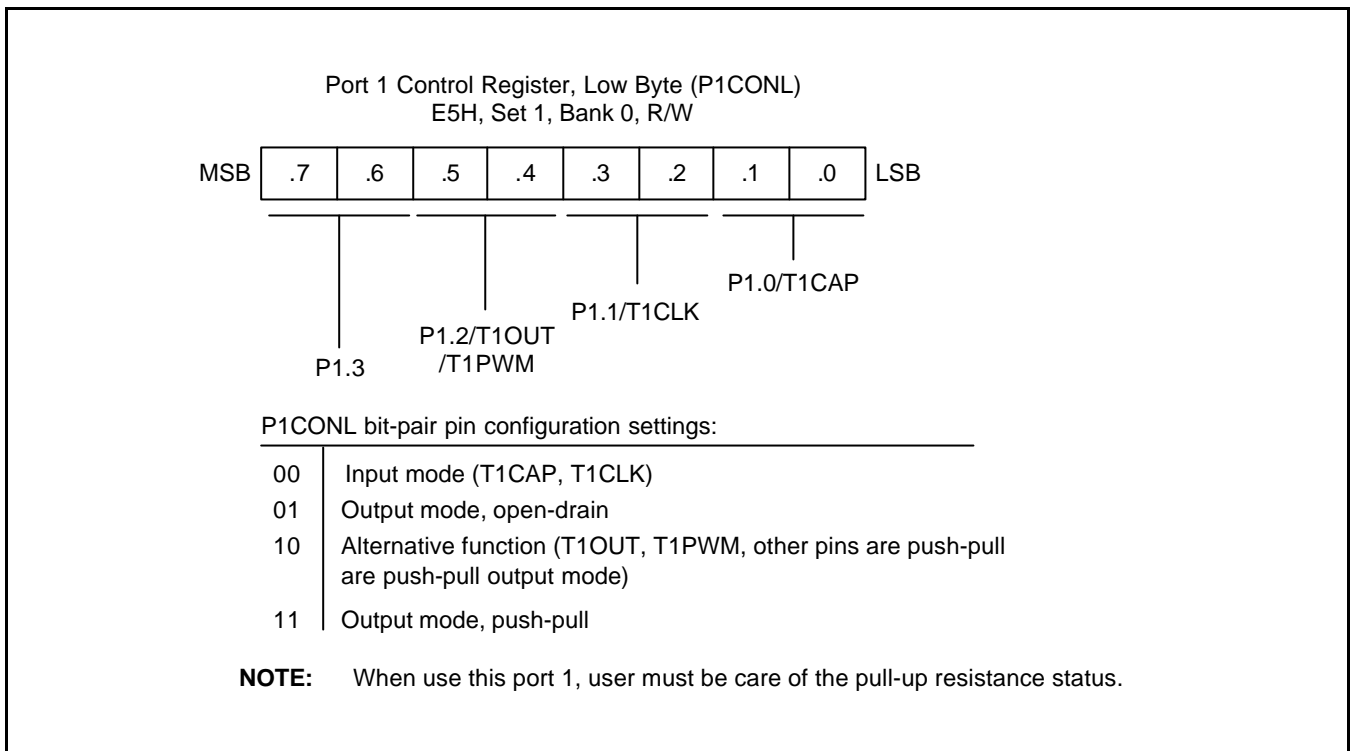 Port 1 Control Register, Low Byte (P1CONL)
E5H, Set 1, Bank 0, R/W
MSB .7 .6 .5 .4 .3 .2 .1 .0 LSB
P1.0/T1CAP
P1.1/T1CLK
P1.2/T1OUT
/T1PWM
P1.3
P1CONL bit-pair pin configuration settings:
00 Input mode (T1CAP, T1CLK)
01 Output mode, open-drain
10 Alternative function (T1OUT, T1PWM, other pins are push-pull
are push-pull output mode)
11 Output mode, push-pull
NOTE: When use this port 1, user must be care of the pull-up resistance status.